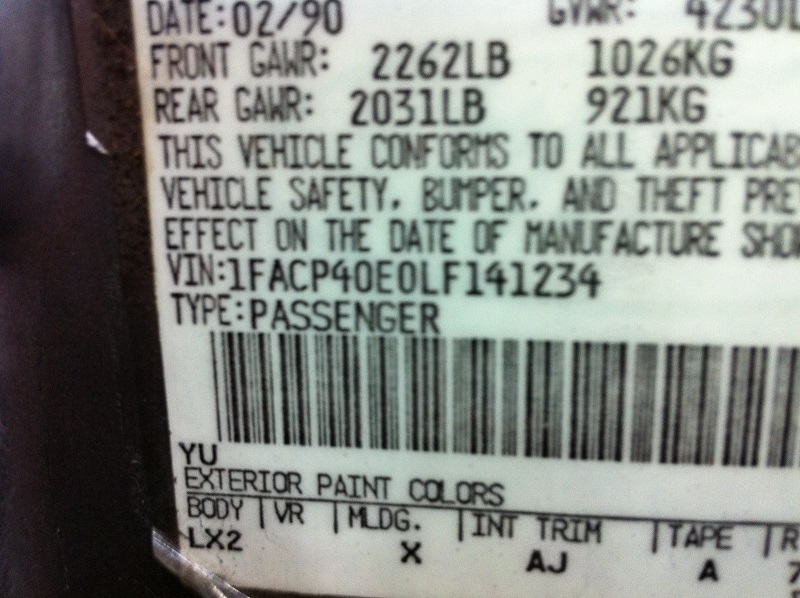 DATE:02/90 GVWR: 4230L
FRONT GAWR: 2262LB 1026KG
REAR GAWR: 2031LB 921KG
THIS VEHICLE CONFORMS TO ALL APPLICAB
VEHICLE SAFETY, BUMPER, AND THEFT PRE
EFFECT ON THE DATE OF MANUFACTURE SHO
VIN:1FACP40E0LF141234
TYPE:PASSENGER
YU
EXTERIOR PAINT COLORS
BODY | VR | MLDG. | INT TRIM | TAPE | R
LX2 X AJ A 7